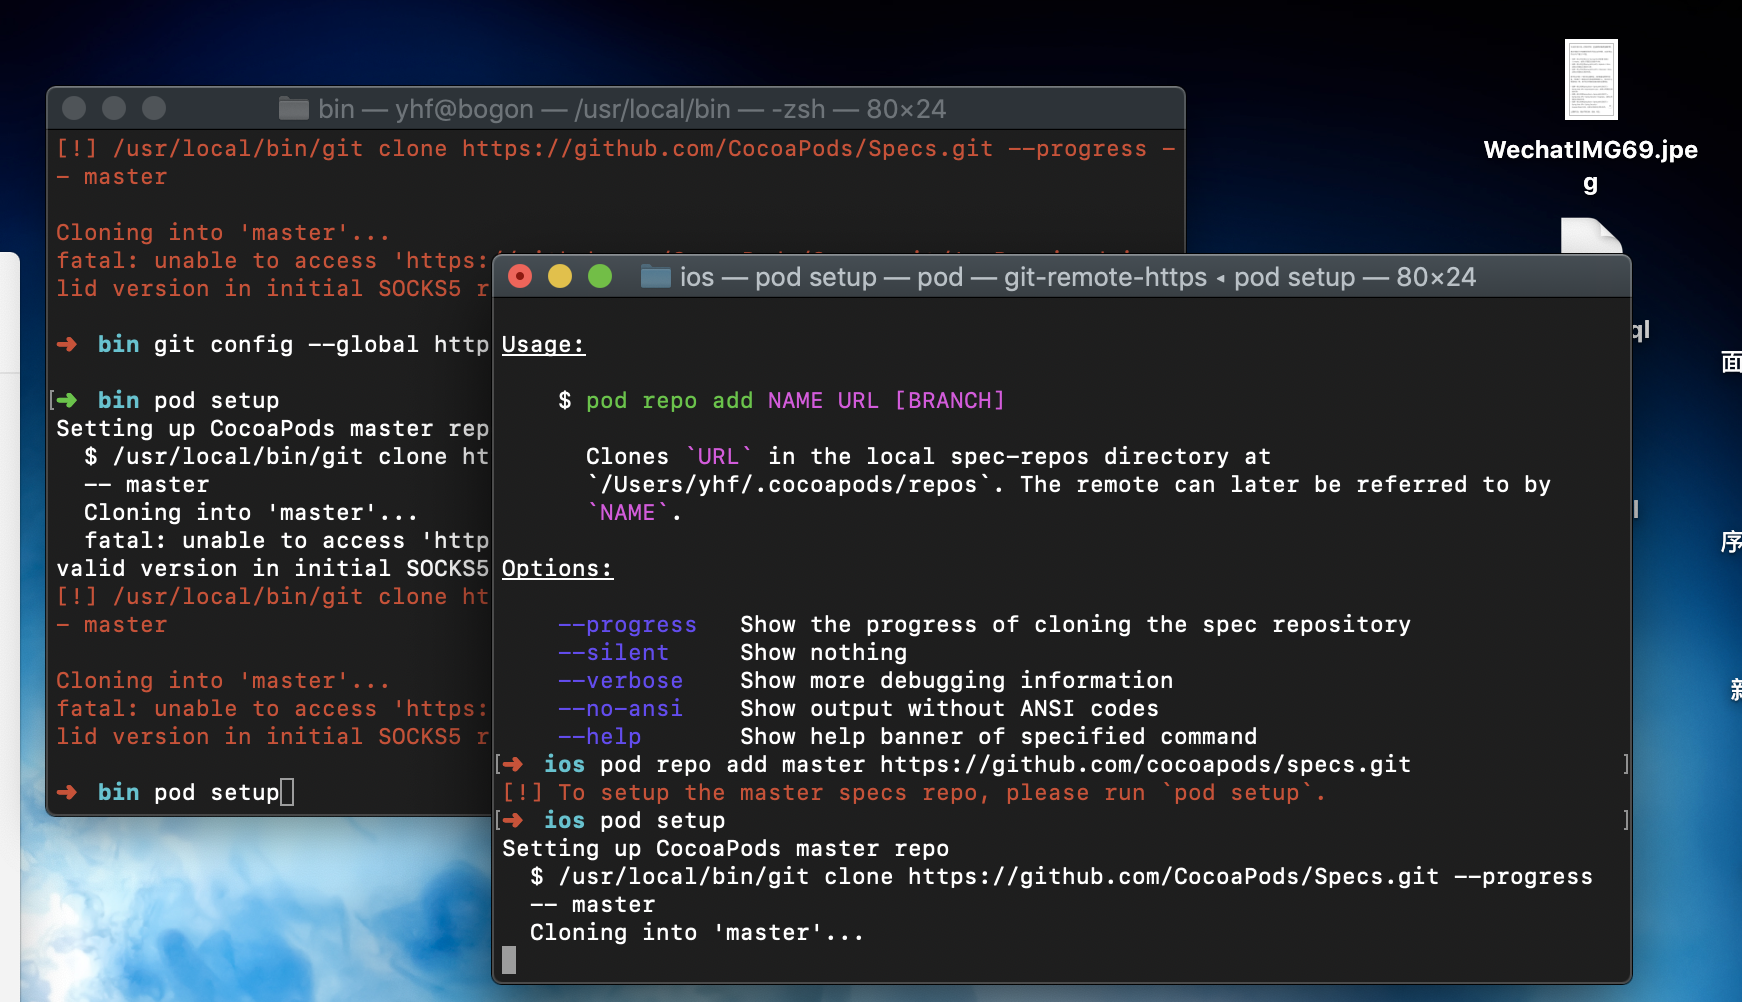 bin — yhf@bogon — /usr/local/bin — -zsh — 80×24
[!] /usr/local/bin/git clone https://github.com/CocoaPods/Specs.git --progress -
- master
Cloning into 'master'...
fatal: unable to access 'https:
lid version in initial SOCKS5 r
➜ bin git config --global http
[➜ bin pod setup
Setting up CocoaPods master rep
$ /usr/local/bin/git clone ht
-- master
Cloning into 'master'...
fatal: unable to access 'http
valid version in initial SOCKS5
[!] /usr/local/bin/git clone ht
- master
Cloning into 'master'...
fatal: unable to access 'https:
lid version in initial SOCKS5 r
➜ bin pod setup
ios — pod setup — pod — git-remote-https ◂ pod setup — 80×24
Usage:
$ pod repo add NAME URL [BRANCH]
Clones `URL` in the local spec-repos directory at
`/Users/yhf/.cocoapods/repos`. The remote can later be referred to by
`NAME`.
Options:
--progress Show the progress of cloning the spec repository
--silent Show nothing
--verbose Show more debugging information
--no-ansi Show output without ANSI codes
--help Show help banner of specified command
[➜ ios pod repo add master https://github.com/cocoapods/specs.git ]
[!] To setup the master specs repo, please run `pod setup`.
[➜ ios pod setup ]
Setting up CocoaPods master repo
$ /usr/local/bin/git clone https://github.com/CocoaPods/Specs.git --progress
-- master
Cloning into 'master'...
WechatIMG69.jpe
g
ql
l
面
序